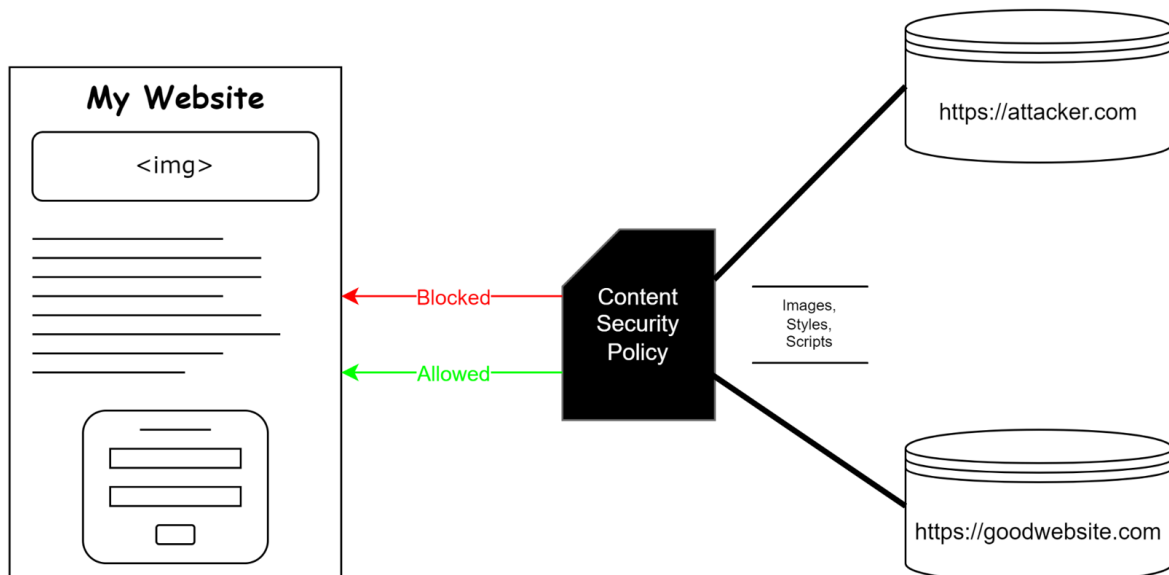 My Website
<img>
Blocked
Allowed
Content
Security
Policy
Images,
Styles,
Scripts
https://attacker.com
https://goodwebsite.com